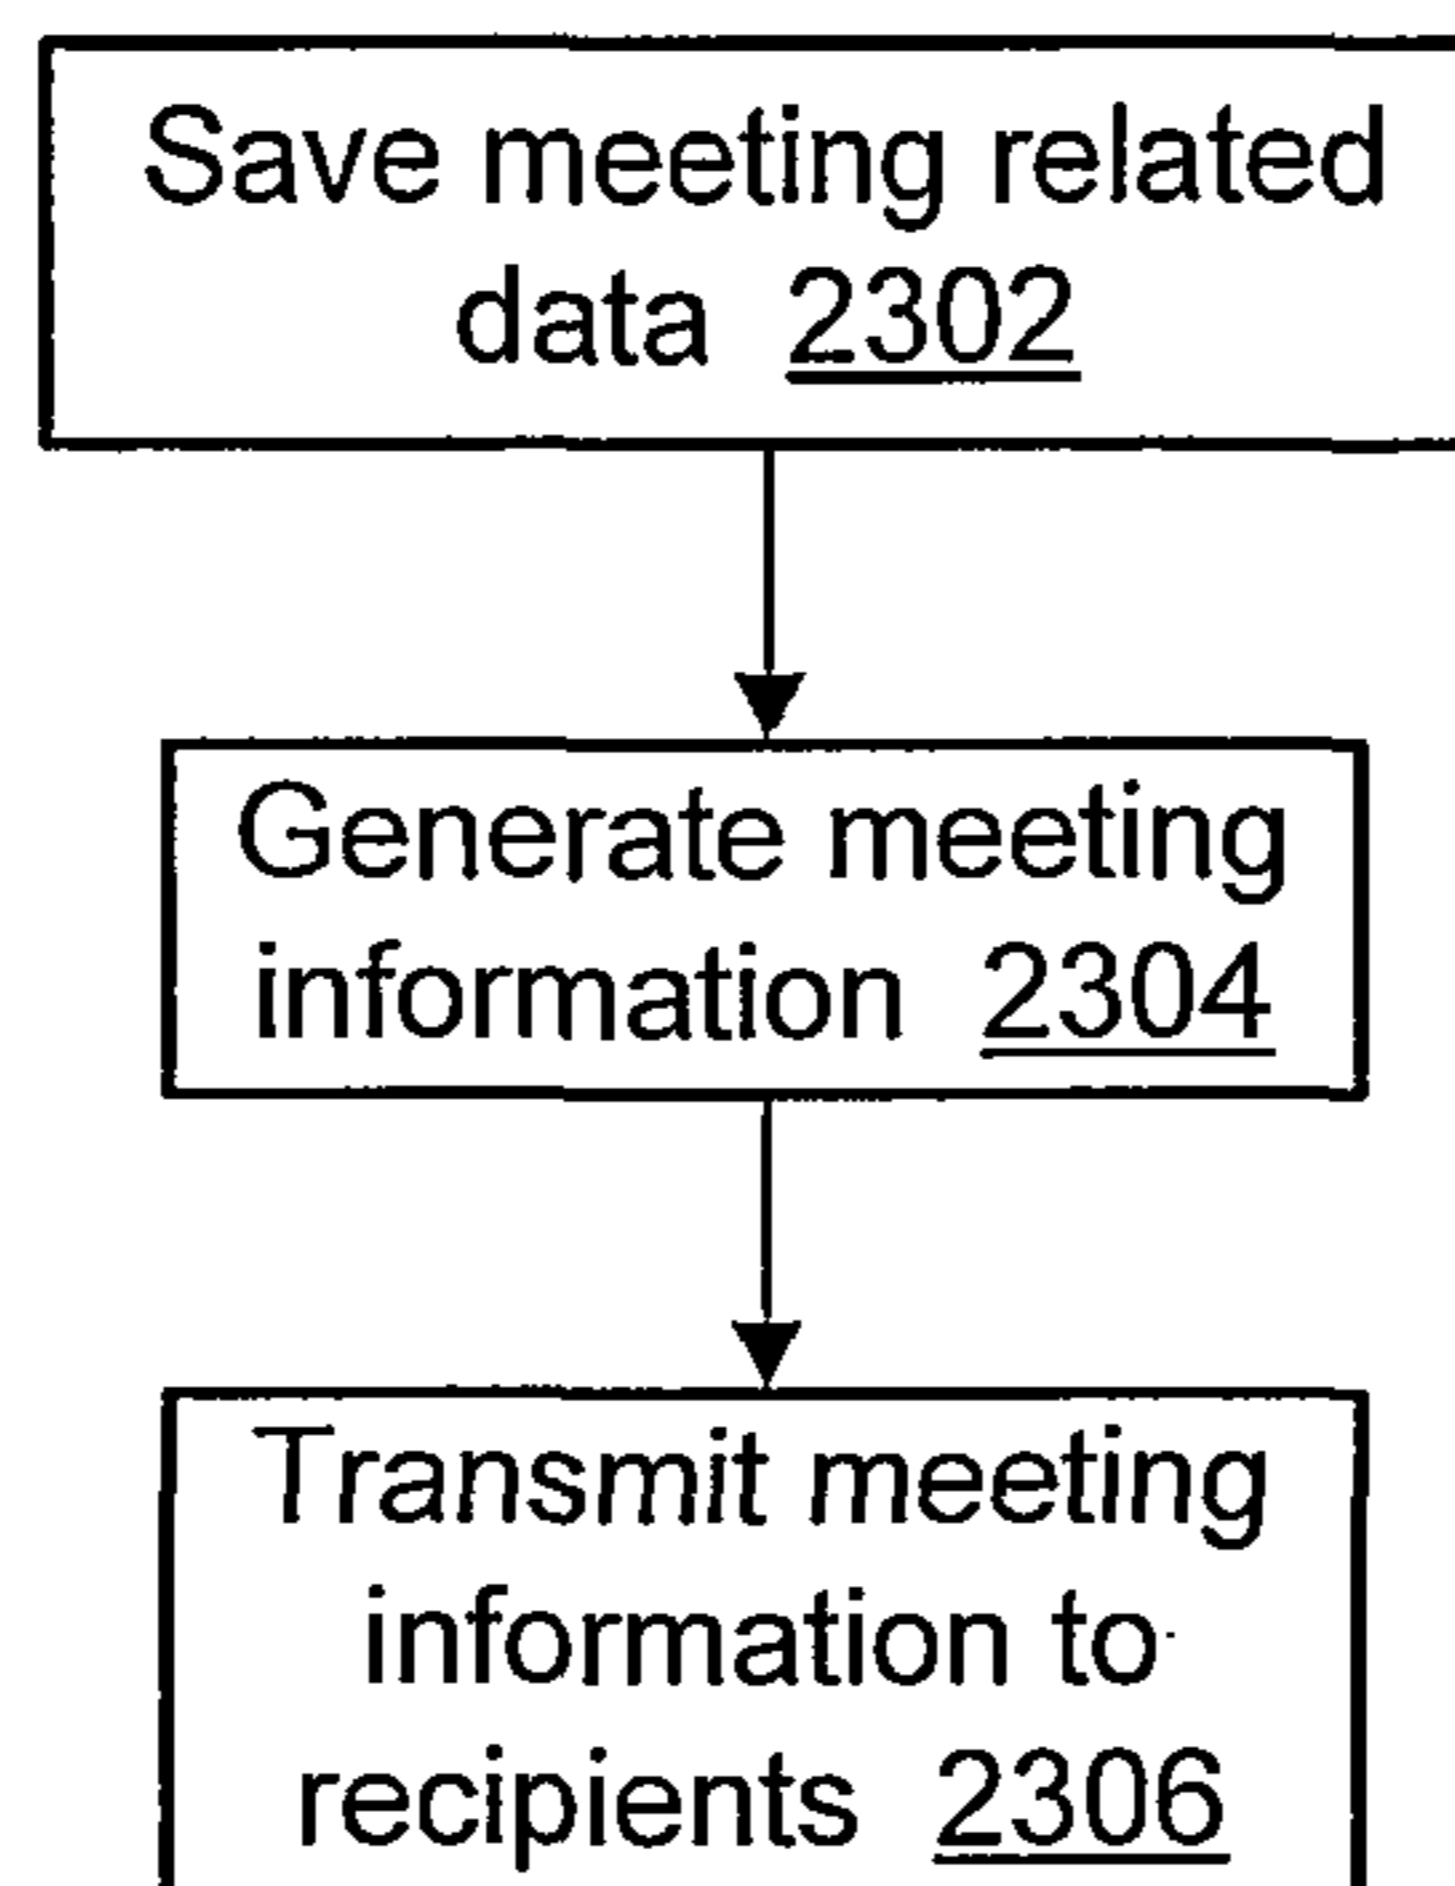 Save meeting related
data 2302
Generate meeting
information 2304
Transmit meeting
information to
recipients 2306